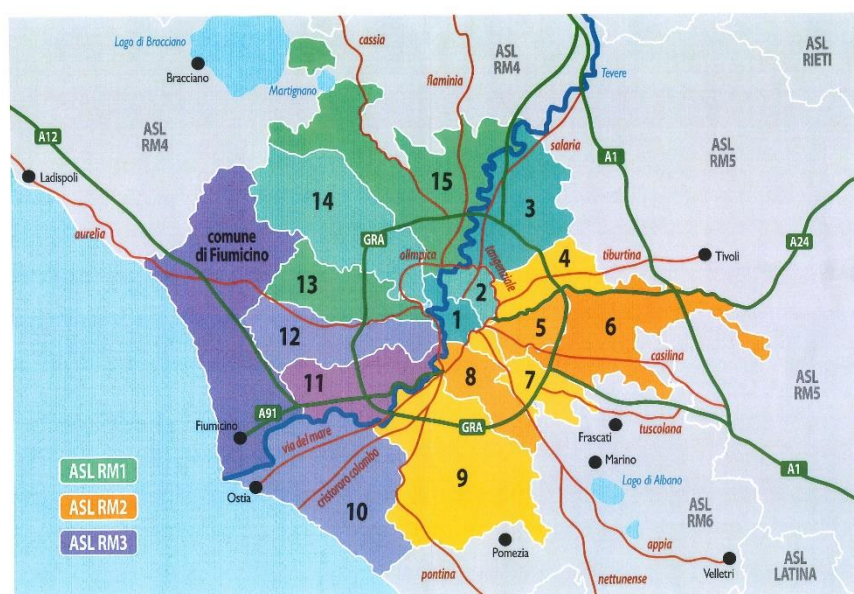 Lago di Bracciano
Bracciano
Martignano
cassia
flaminia
ASL
RM4
Tevere
salaria
ASL
RIETI
A12
ASL
RM4
Ladispoli
aurelia
A1
ASL
RM5
15
3
14
comune
di Fiumicino
GRA
olimpica
tangenziale
4
tiburtina
Tivoli
A24
13
2
1
12
5
6
casilina
11
8
7
ASL
RM5
A91
Fiumicino
via del mare
GRA
Frascati
tuscolana
Marino
A1
ASL RM1
Ostia
cristoforo colombo
9
Lago di Albano
ASL RM2
10
ASL
RM6
ASL RM3
Pomezia
appia
Velletri
ASL
LATINA
pontina
nettunense